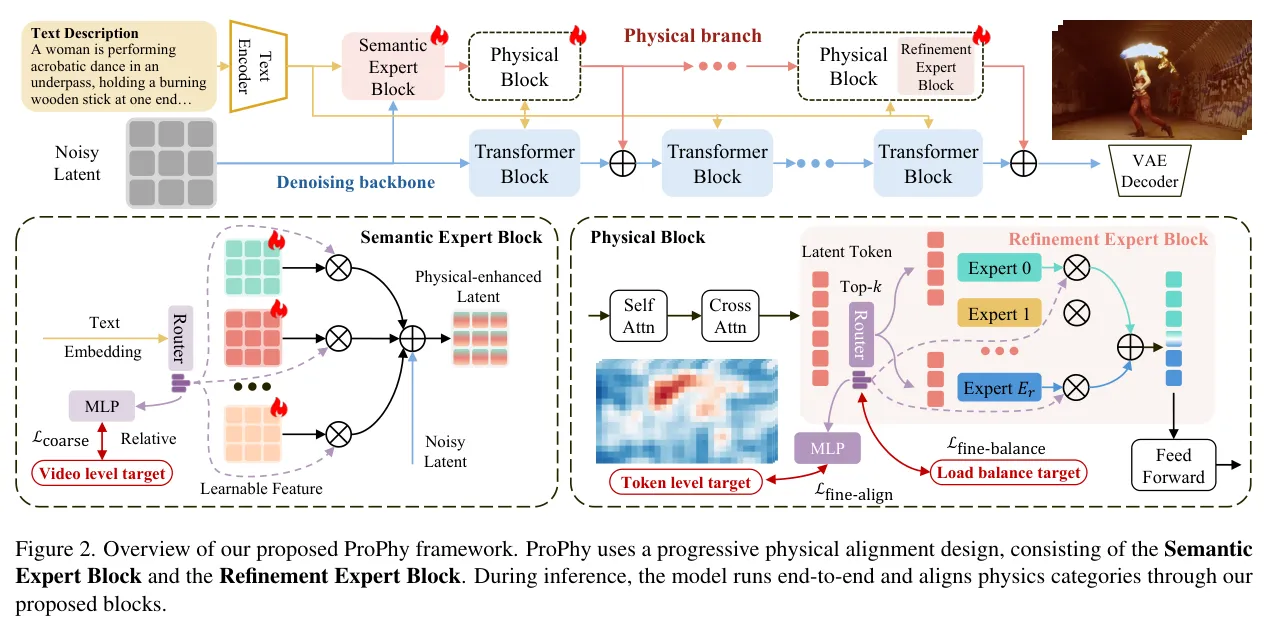 Text Description
A woman is performing
acrobatic dance in an
underpass, holding a burning
wooden stick at one end…
Text
Encoder
Semantic
Expert
Block
Physical
Block
Physical branch
Physical
Block
Refinement
Expert
Block
Noisy
Latent
Denoising backbone
Transformer
Block
Transformer
Block
Transformer
Block
VAE
Decoder
Semantic Expert Block
Text
Embedding
Router
MLP
ℒcoarse
Relative
Video level target
Learnable Feature
Physical-enhanced
Latent
Noisy
Latent
Physical Block
Refinement Expert Block
Self
Attn
Cross
Attn
Latent Token
Top-k
Router
Expert 0
Expert 1
Expert Er
MLP
Token level target
ℒfine-align
ℒfine-balance
Load balance target
Feed
Forward
Figure 2. Overview of our proposed ProPhy framework. ProPhy uses a progressive physical alignment design, consisting of the Semantic
Expert Block and the Refinement Expert Block. During inference, the model runs end-to-end and aligns physics categories through our
proposed blocks.